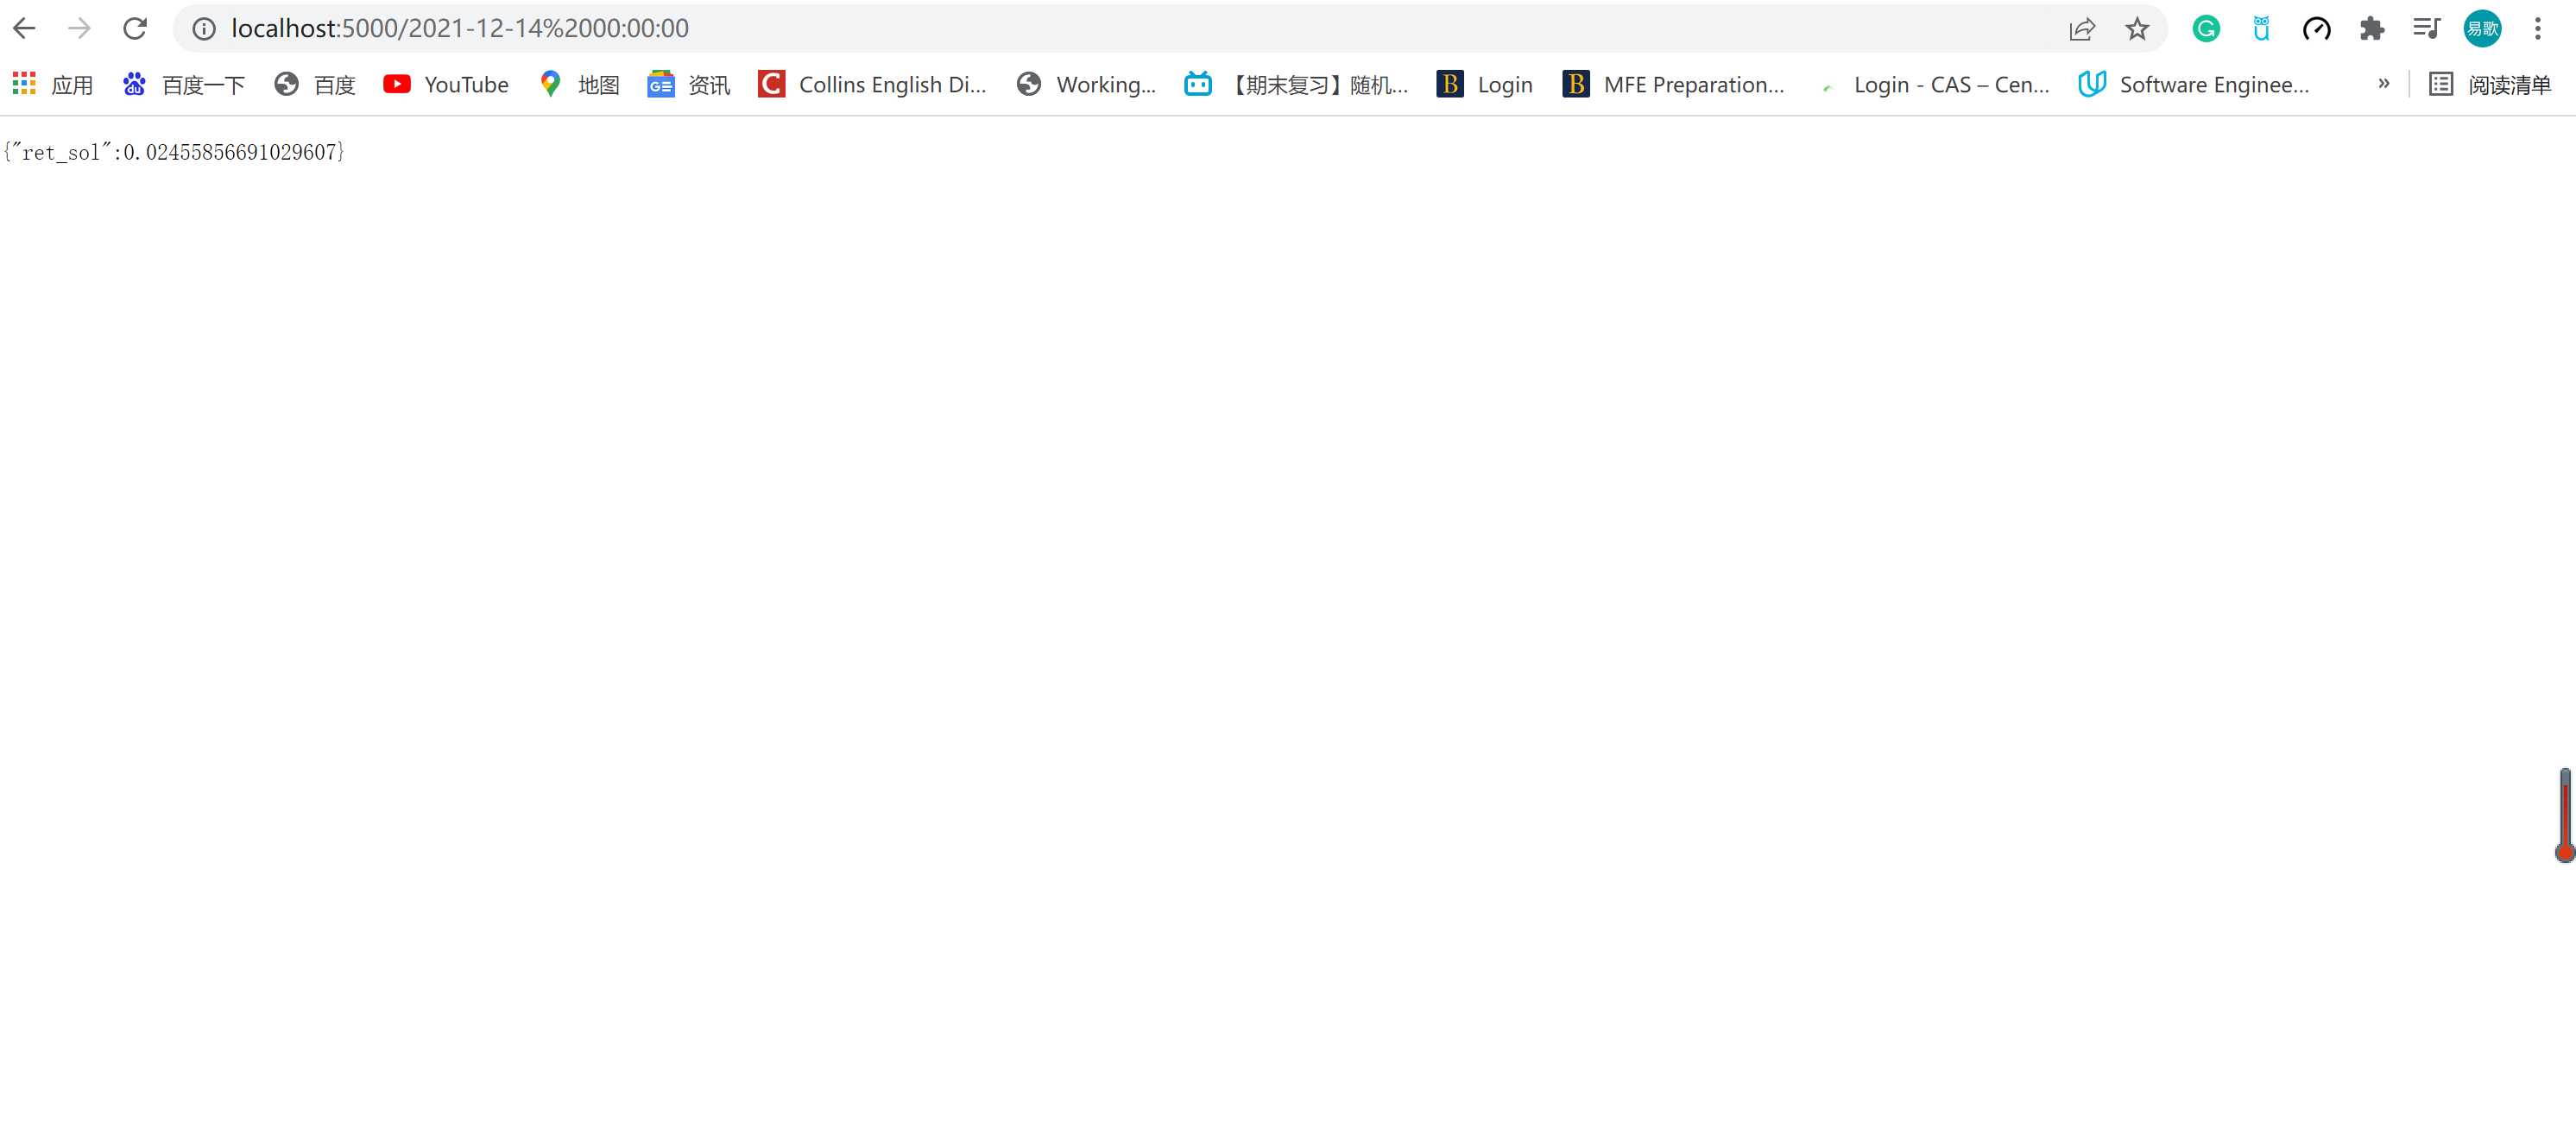 localhost:5000/2021-12-14%2000:00:00
易歌
应用 百度一下 百度 YouTube 地图 资讯 Collins English Di... Working... 【期末复习】随机... Login MFE Preparation... Login - CAS – Cen... Software Enginee... » 阅读清单
{"ret_sol":0.02455856691029607}